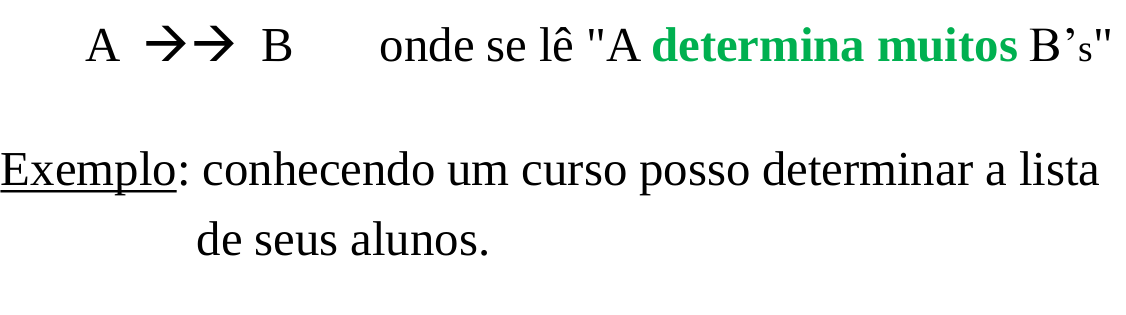 A →→ B onde se lê "A determina muitos B’s"
Exemplo: conhecendo um curso posso determinar a lista
de seus alunos.